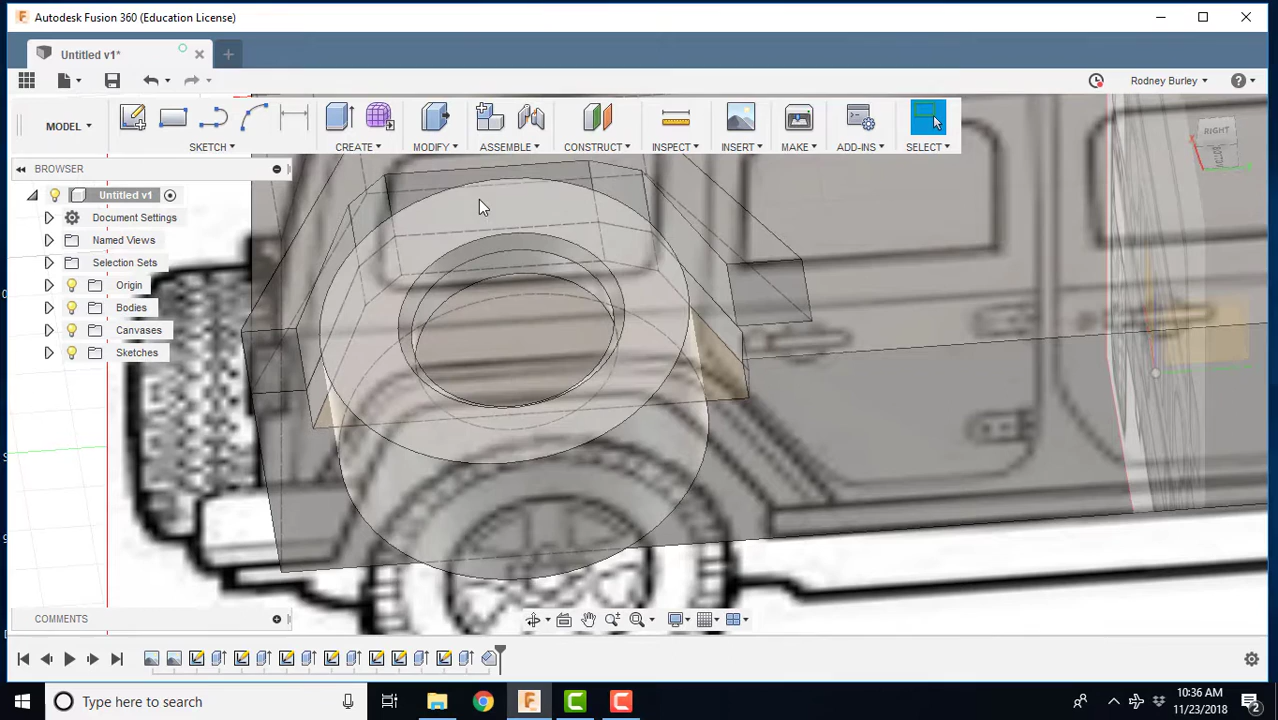 Autodesk Fusion 360 (Education License)
Untitled v1*
Rodney Burley
MODEL
SKETCH
CREATE
MODIFY
ASSEMBLE
CONSTRUCT
INSPECT
INSERT
MAKE
ADD-INS
SELECT
RIGHT
BROWSER
Untitled v1
Document Settings
Named Views
Selection Sets
Origin
Bodies
Canvases
Sketches
COMMENTS
Type here to search
10:36 AM
11/23/2018
2